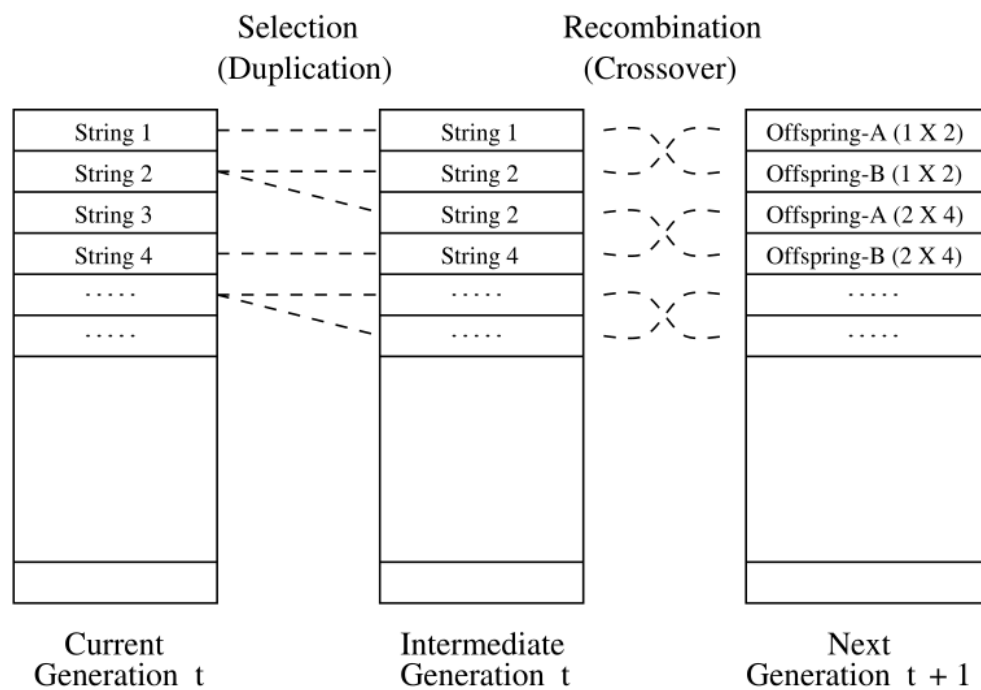 Selection
(Duplication)
Recombination
(Crossover)
String 1
String 2
String 3
String 4
.....
.....
String 1
String 2
String 2
String 4
.....
.....
Offspring-A (1 X 2)
Offspring-B (1 X 2)
Offspring-A (2 X 4)
Offspring-B (2 X 4)
.....
.....
Current
Generation t
Intermediate
Generation t
Next
Generation t + 1